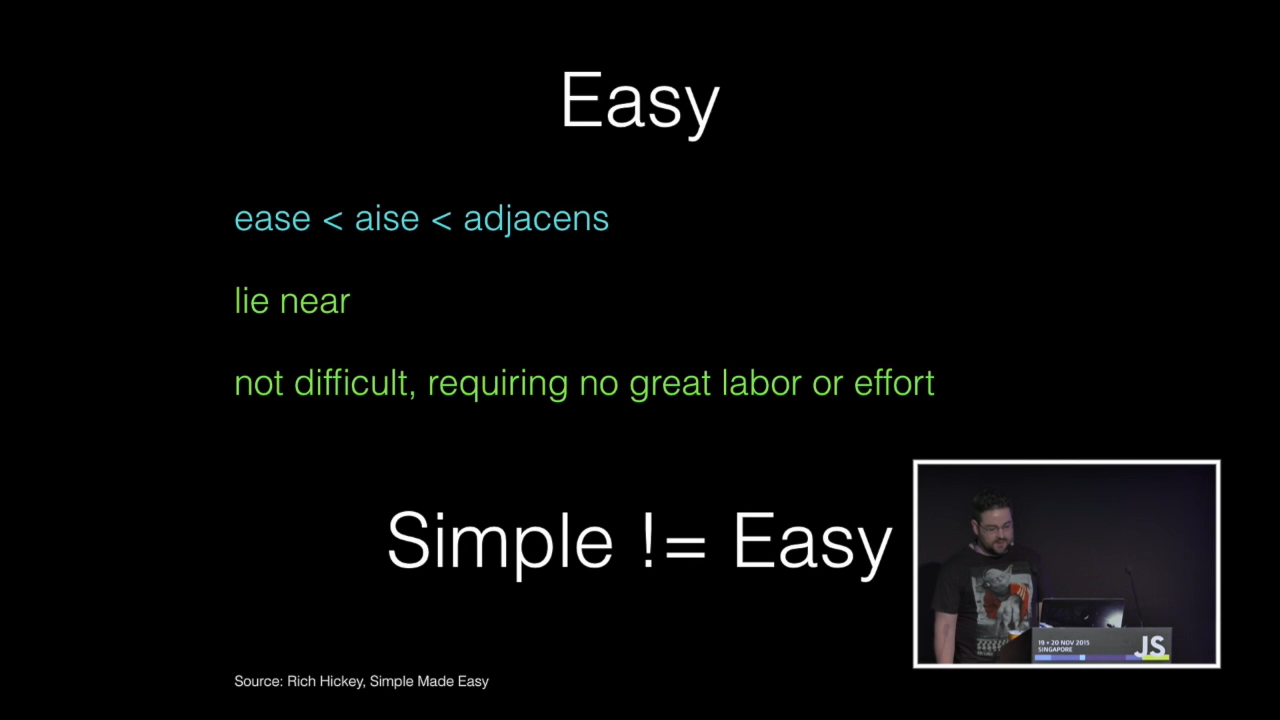 Easy
ease < aise < adjacens
lie near
not difficult, requiring no great labor or effort
Simple != Easy
19 + 20 NOV 2015
SINGAPORE
JS
Source: Rich Hickey, Simple Made Easy